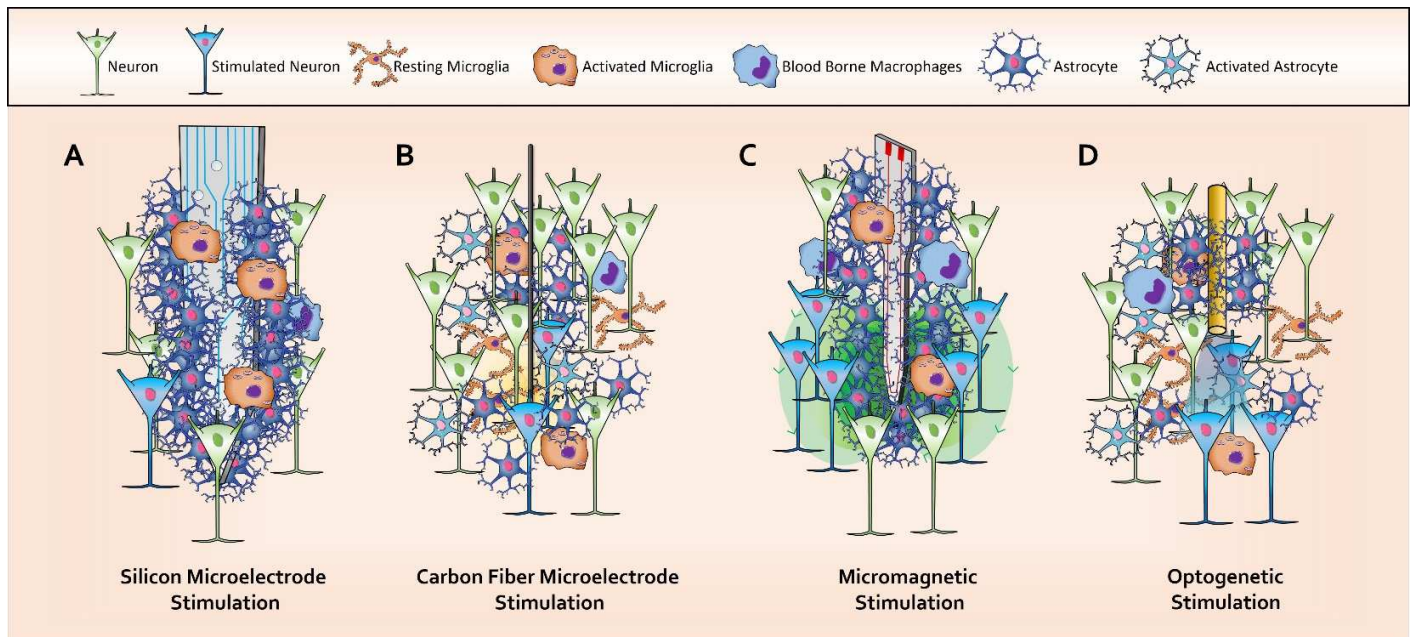 Neuron
Stimulated Neuron
Resting Microglia
Activated Microglia
Blood Borne Macrophages
Astrocyte
Activated Astrocyte
A
B
C
D
Silicon Microelectrode
Stimulation
Carbon Fiber Microelectrode
Stimulation
Micromagnetic
Stimulation
Optogenetic
Stimulation